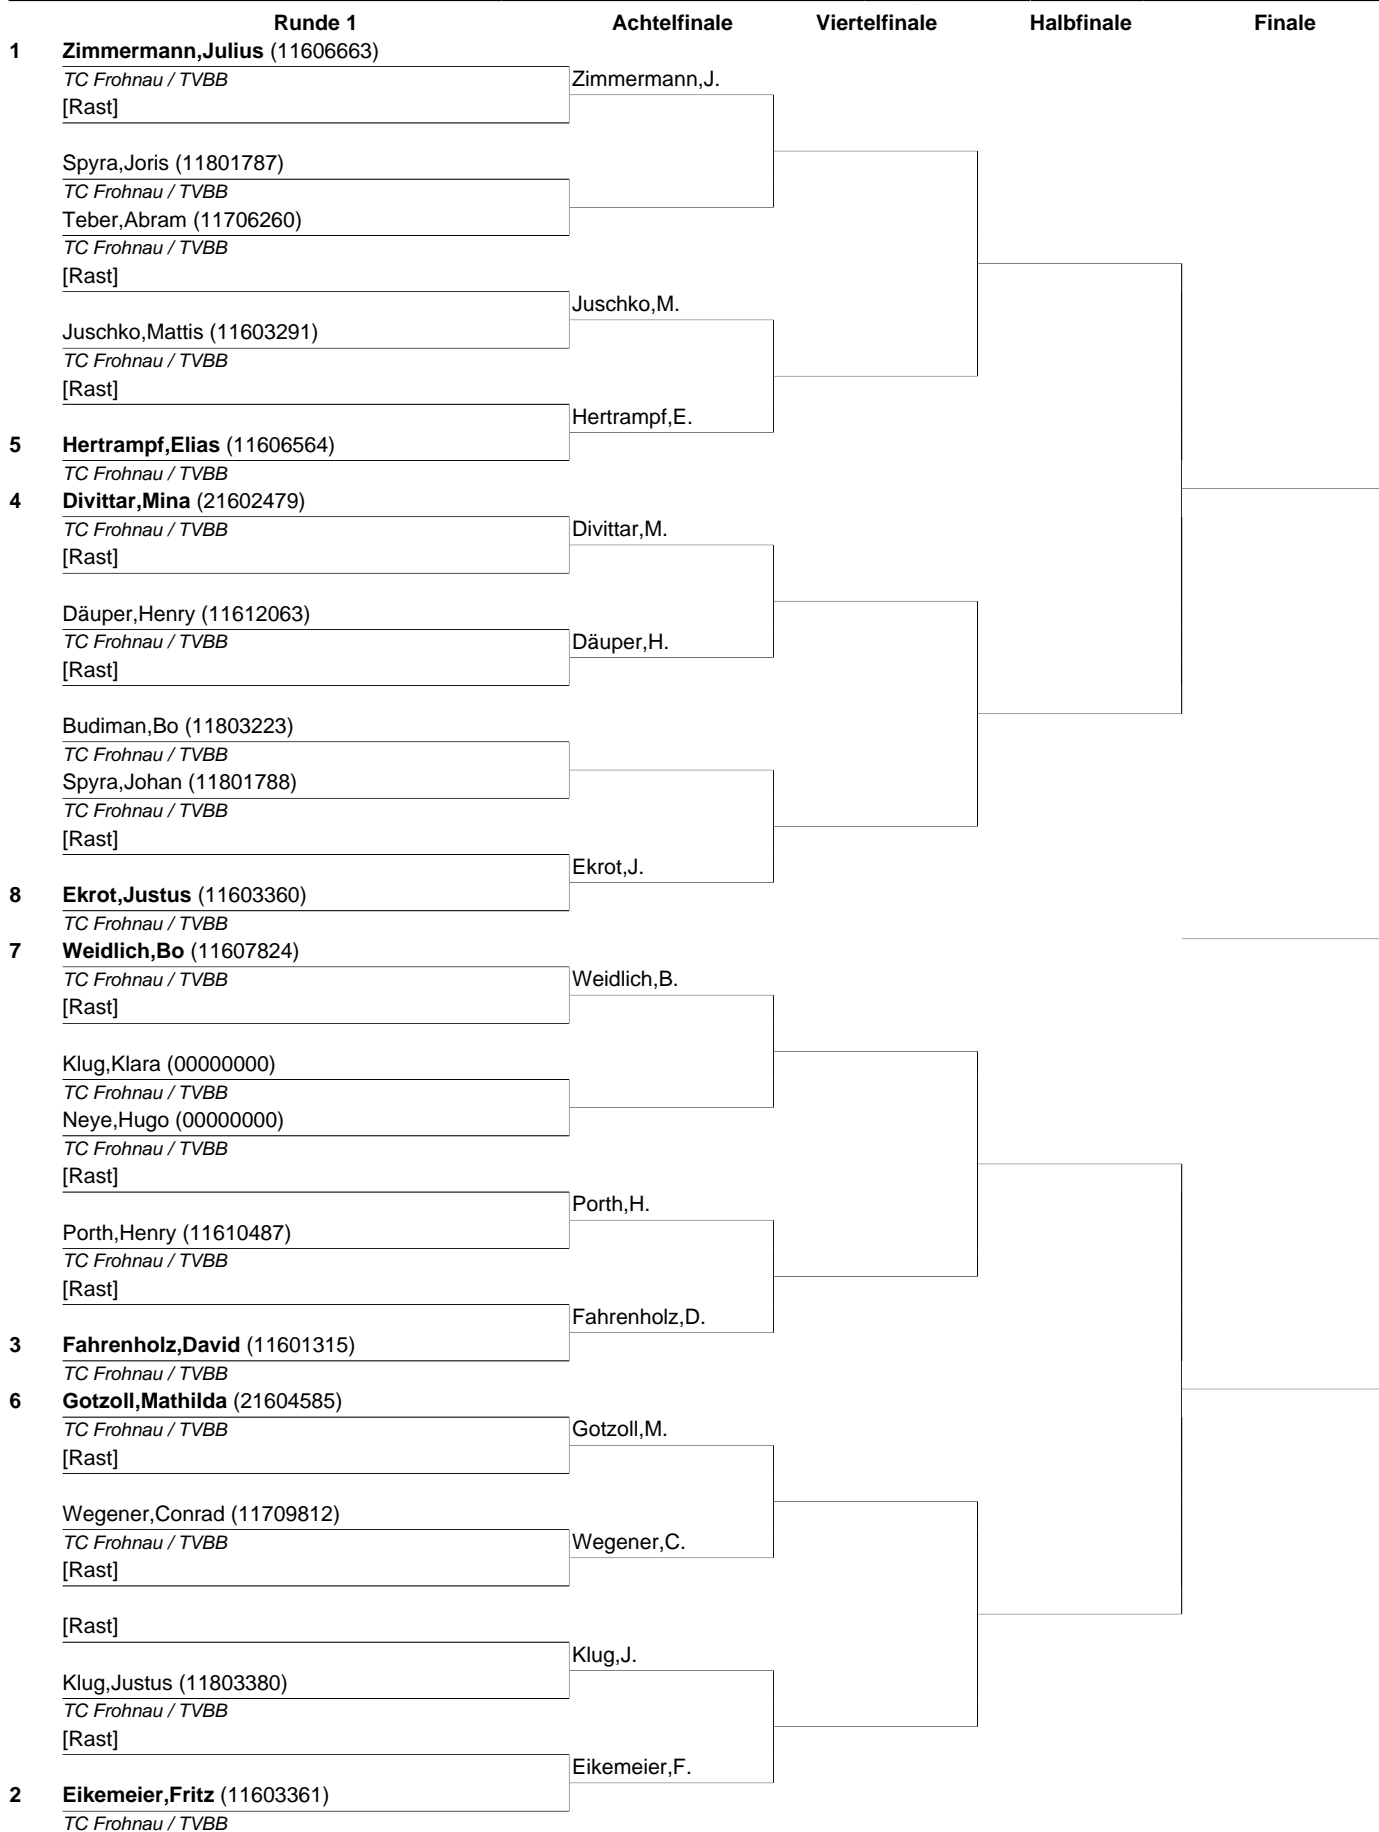 Runde 1 Achtelfinale Viertelfinale Halbfinale Finale
1 Zimmermann,Julius (11606663)
TC Frohnau / TVBB Zimmermann,J.
[Rast]
Spyra,Joris (11801787)
TC Frohnau / TVBB
Teber,Abram (11706260)
TC Frohnau / TVBB
[Rast]
Juschko,M.
Juschko,Mattis (11603291)
TC Frohnau / TVBB
[Rast]
Hertrampf,E.
5 Hertrampf,Elias (11606564)
TC Frohnau / TVBB
4 Divittar,Mina (21602479)
TC Frohnau / TVBB Divittar,M.
[Rast]
Däuper,Henry (11612063)
TC Frohnau / TVBB Däuper,H.
[Rast]
Budiman,Bo (11803223)
TC Frohnau / TVBB
Spyra,Johan (11801788)
TC Frohnau / TVBB
[Rast]
Ekrot,J.
8 Ekrot,Justus (11603360)
TC Frohnau / TVBB
7 Weidlich,Bo (11607824)
TC Frohnau / TVBB Weidlich,B.
[Rast]
Klug,Klara (00000000)
TC Frohnau / TVBB
Neye,Hugo (00000000)
TC Frohnau / TVBB
[Rast]
Porth,H.
Porth,Henry (11610487)
TC Frohnau / TVBB
[Rast]
Fahrenholz,D.
3 Fahrenholz,David (11601315)
TC Frohnau / TVBB
6 Gotzoll,Mathilda (21604585)
TC Frohnau / TVBB Gotzoll,M.
[Rast]
Wegener,Conrad (11709812)
TC Frohnau / TVBB Wegener,C.
[Rast]
[Rast]
Klug,J.
Klug,Justus (11803380)
TC Frohnau / TVBB
[Rast]
Eikemeier,F.
2 Eikemeier,Fritz (11603361)
TC Frohnau / TVBB